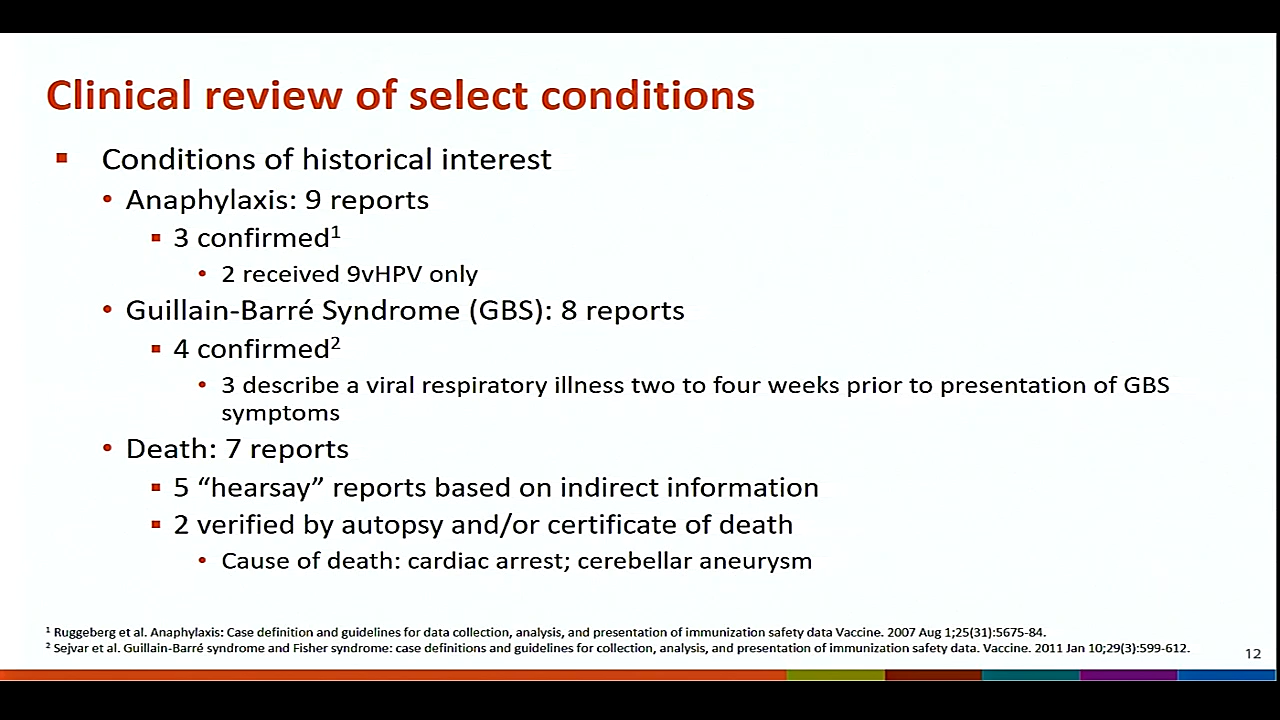 Clinical review of select conditions
Conditions of historical interest
Anaphylaxis: 9 reports
3 confirmed¹
2 received 9vHPV only
Guillain-Barré Syndrome (GBS): 8 reports
4 confirmed²
3 describe a viral respiratory illness two to four weeks prior to presentation of GBS
symptoms
Death: 7 reports
5 “hearsay” reports based on indirect information
2 verified by autopsy and/or certificate of death
Cause of death: cardiac arrest; cerebellar aneurysm
¹ Ruggeberg et al. Anaphylaxis: Case definition and guidelines for data collection, analysis, and presentation of immunization safety data Vaccine. 2007 Aug 1;25(31):5675-84.
² Sejvar et al. Guillain-Barré syndrome and Fisher syndrome: case definitions and guidelines for collection, analysis, and presentation of immunization safety data. Vaccine. 2011 Jan 10;29(3):599-612.
12